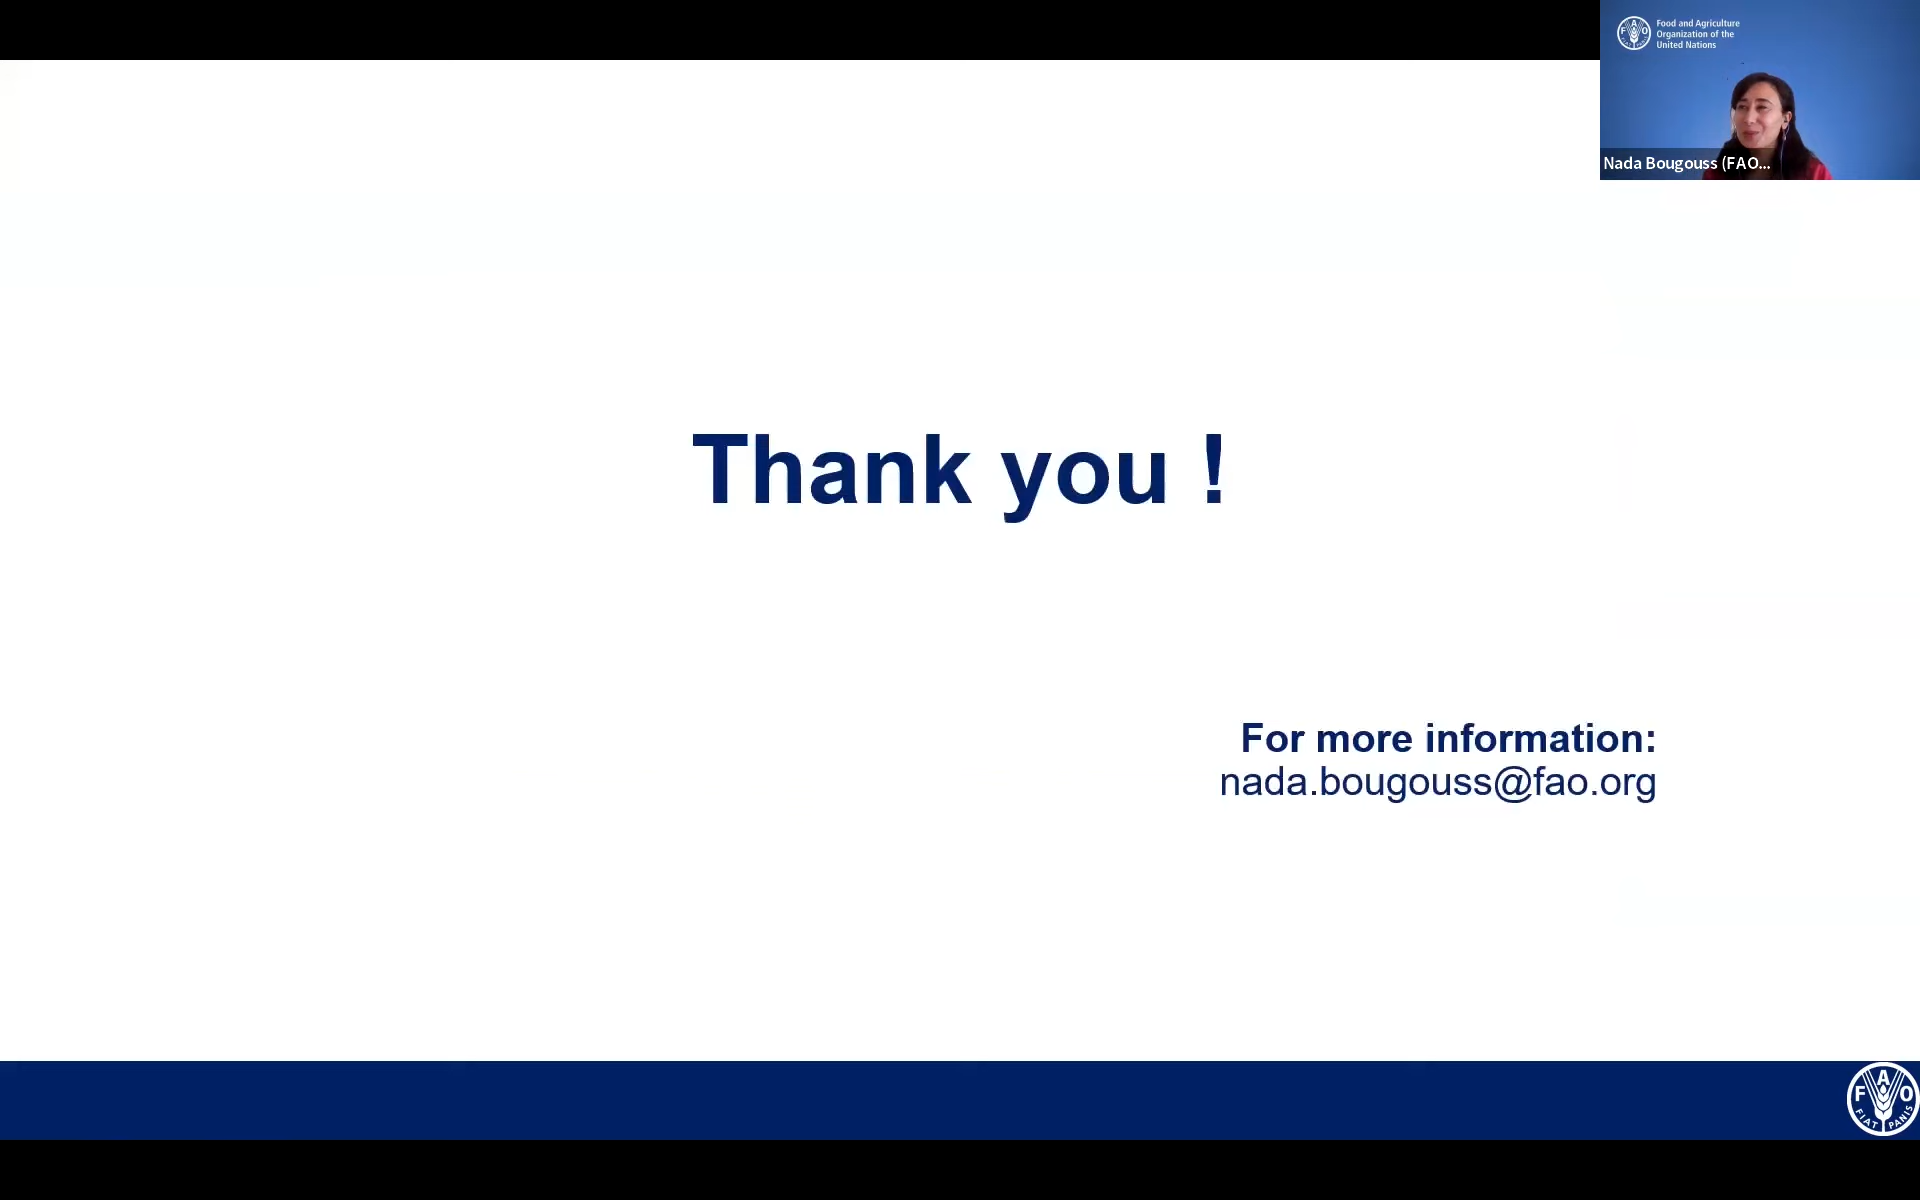 Food and Agriculture
Organization of the
United Nations
Nada Bougouss (FAO...
Thank you !
For more information:
nada.bougouss@fao.org
F A O
FIAT PANIS